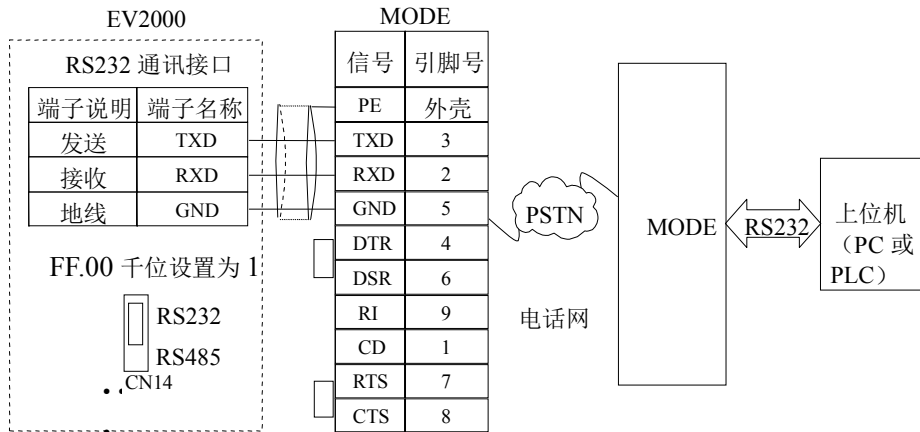 EV2000
RS232 通讯接口
端子说明 端子名称
发送 TXD
接收 RXD
地线 GND
FF.00 千位设置为 1
RS232
RS485
CN14
MODE
信号 引脚号
PE 外壳
TXD 3
RXD 2
GND 5
DTR 4
DSR 6
RI 9
CD 1
RTS 7
CTS 8
PSTN
电话网
MODE
RS232
上位机
（PC 或
PLC）